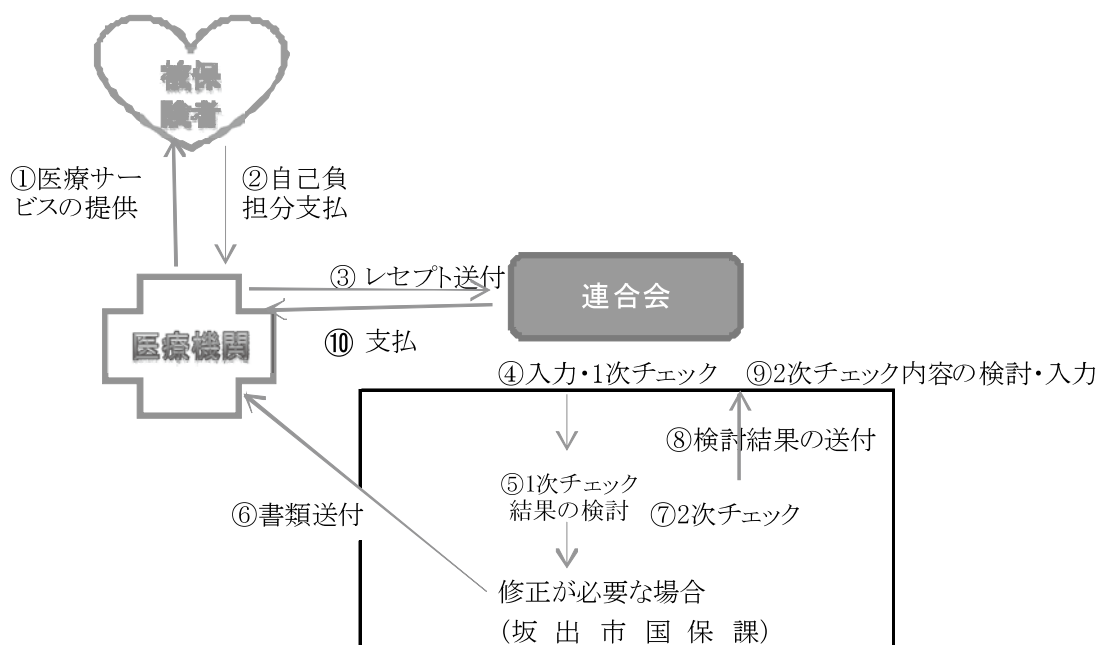 被保
険者
①医療サー
ビスの提供
②自己負
担分支払
③ レセプト送付
連合会
医療機関
⑩ 支払
④入力・1次チェック
⑨2次チェック内容の検討・入力
⑧検討結果の送付
⑤1次チェック
結果の検討
⑦2次チェック
⑥書類送付
修正が必要な場合
（坂 出 市 国 保 課）